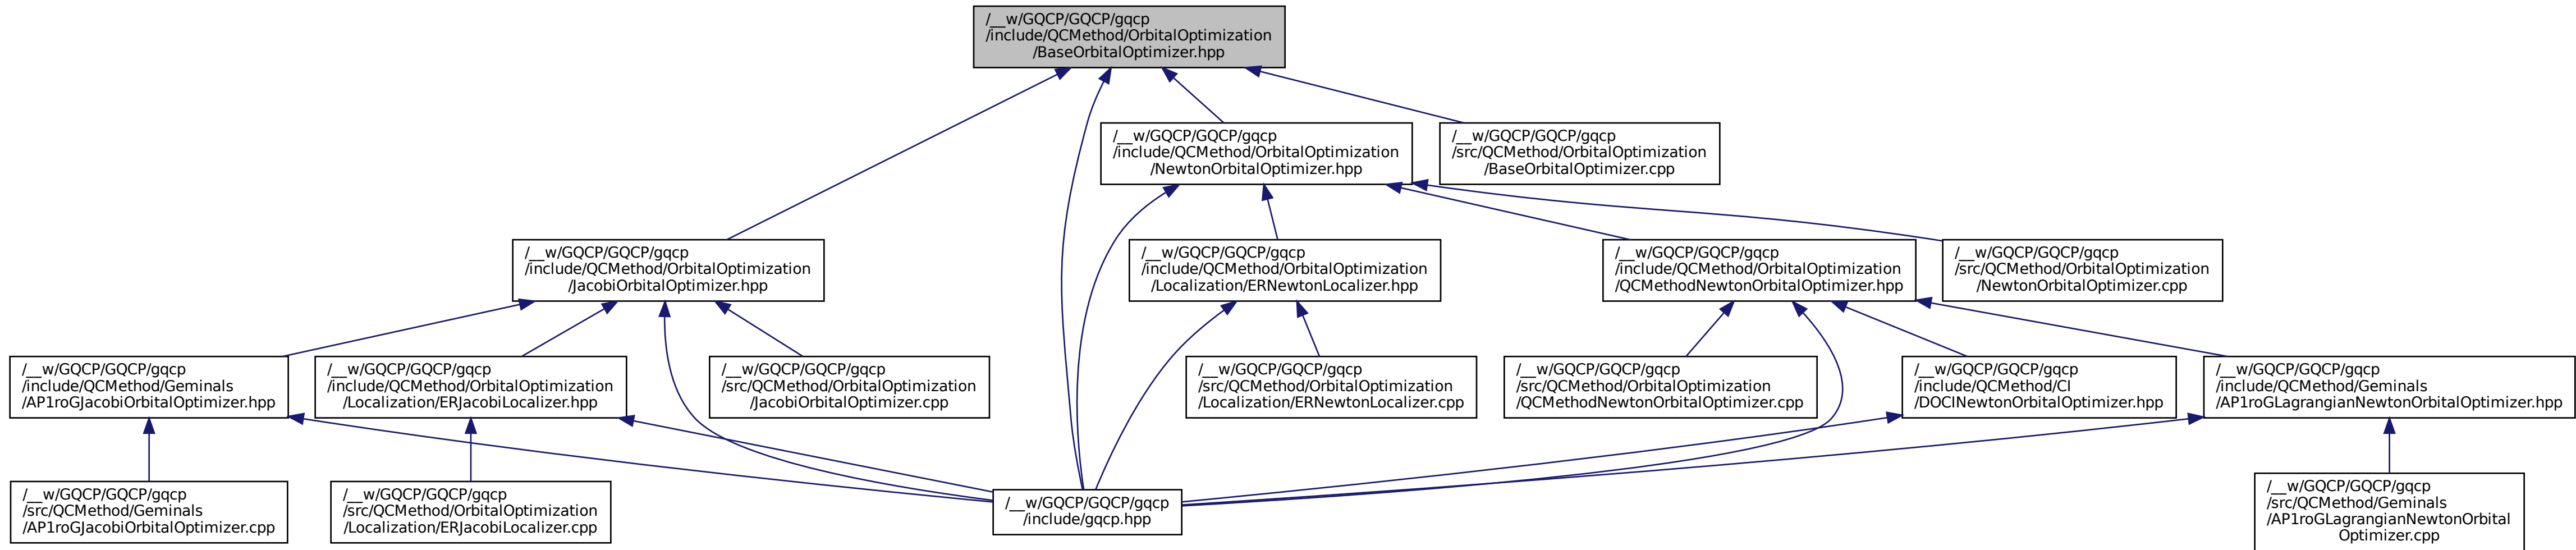 /__w/GQCP/GQCP/gqcp
/include/QCMethod/OrbitalOptimization
/BaseOrbitalOptimizer.hpp
/__w/GQCP/GQCP/gqcp
/include/QCMethod/OrbitalOptimization
/NewtonOrbitalOptimizer.hpp
/__w/GQCP/GQCP/gqcp
/src/QCMethod/OrbitalOptimization
/BaseOrbitalOptimizer.cpp
/__w/GQCP/GQCP/gqcp
/include/QCMethod/OrbitalOptimization
/JacobiOrbitalOptimizer.hpp
/__w/GQCP/GQCP/gqcp
/include/QCMethod/OrbitalOptimization
/Localization/ERNewtonLocalizer.hpp
/__w/GQCP/GQCP/gqcp
/include/QCMethod/OrbitalOptimization
/QCMethodNewtonOrbitalOptimizer.hpp
/__w/GQCP/GQCP/gqcp
/src/QCMethod/OrbitalOptimization
/NewtonOrbitalOptimizer.cpp
/__w/GQCP/GQCP/gqcp
/include/QCMethod/Geminals
/AP1roGJacobiOrbitalOptimizer.hpp
/__w/GQCP/GQCP/gqcp
/include/QCMethod/OrbitalOptimization
/Localization/ERJacobiLocalizer.hpp
/__w/GQCP/GQCP/gqcp
/src/QCMethod/OrbitalOptimization
/JacobiOrbitalOptimizer.cpp
/__w/GQCP/GQCP/gqcp
/src/QCMethod/OrbitalOptimization
/Localization/ERNewtonLocalizer.cpp
/__w/GQCP/GQCP/gqcp
/src/QCMethod/OrbitalOptimization
/QCMethodNewtonOrbitalOptimizer.cpp
/__w/GQCP/GQCP/gqcp
/include/QCMethod/CI
/DOCINewtonOrbitalOptimizer.hpp
/__w/GQCP/GQCP/gqcp
/include/QCMethod/Geminals
/AP1roGLagrangianNewtonOrbitalOptimizer.hpp
/__w/GQCP/GQCP/gqcp
/src/QCMethod/Geminals
/AP1roGJacobiOrbitalOptimizer.cpp
/__w/GQCP/GQCP/gqcp
/src/QCMethod/OrbitalOptimization
/Localization/ERJacobiLocalizer.cpp
/__w/GQCP/GQCP/gqcp
/include/gqcp.hpp
/__w/GQCP/GQCP/gqcp
/src/QCMethod/Geminals
/AP1roGLagrangianNewtonOrbital
Optimizer.cpp